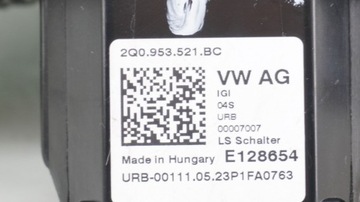 2Q0.953.521.BC
VW AG
IGI
04S
URB
00007007
LS Schalter
Made in Hungary E128654
URB-00111.05.23P1FA0763